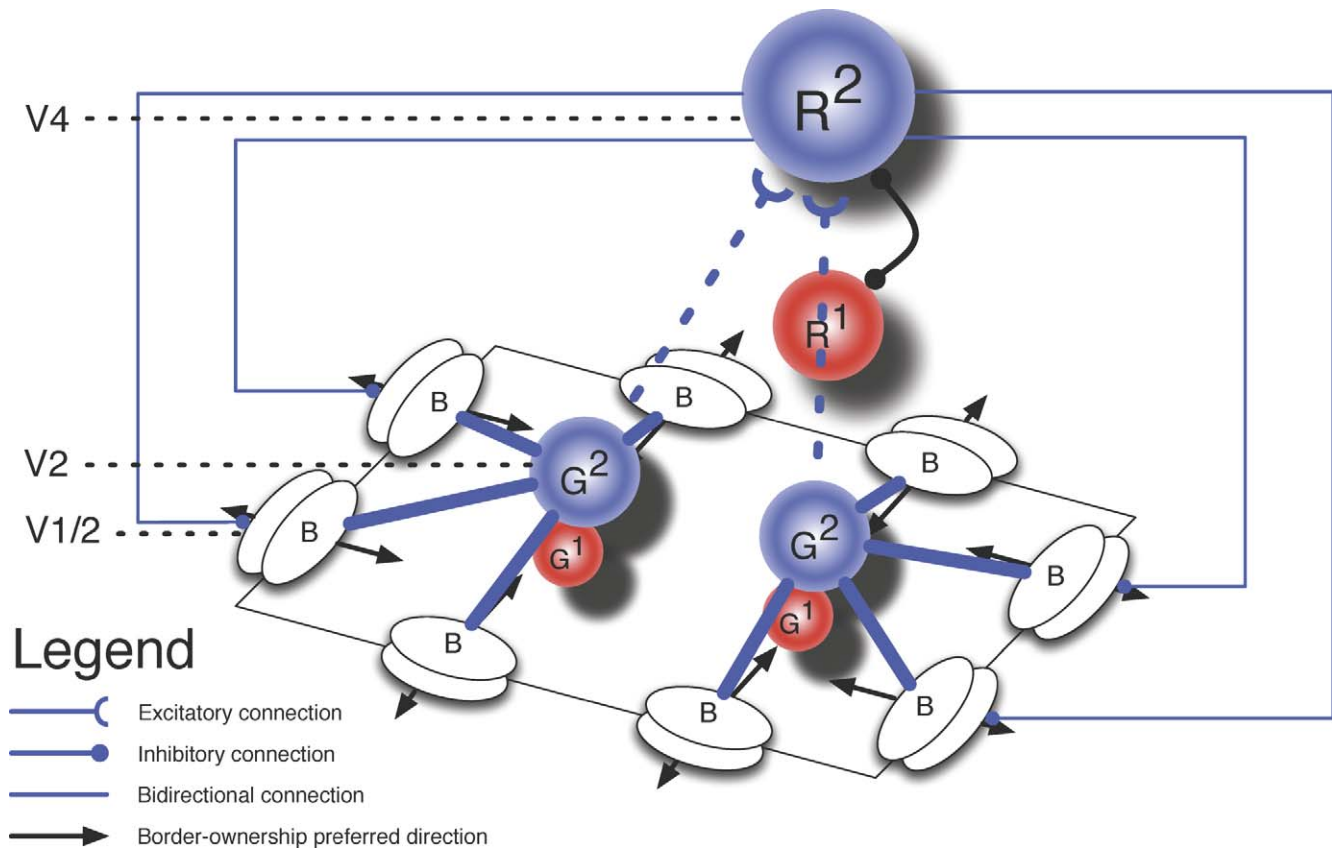 R²
V4
R¹
B
B
B
V2
G²
B
G²
V1/2
B
G¹
B
G¹
B
B
Legend
Excitatory connection
Inhibitory connection
Bidirectional connection
Border-ownership preferred direction